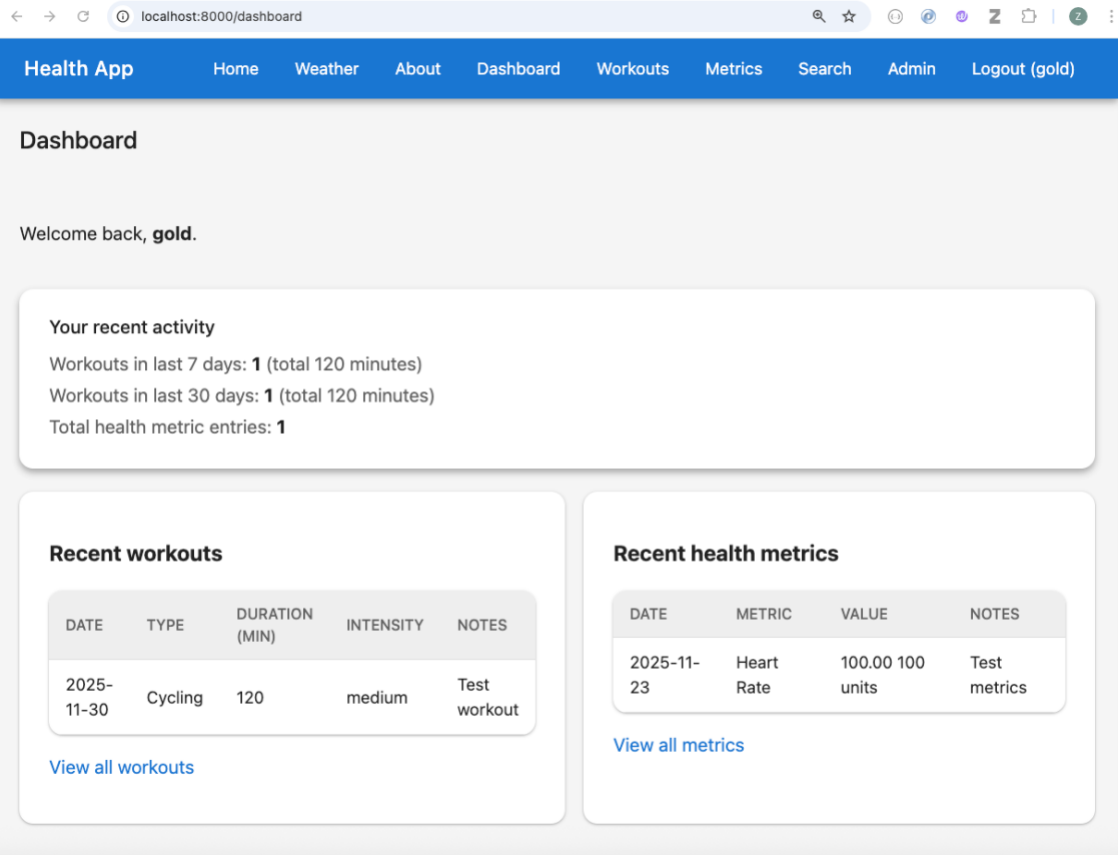 localhost:8000/dashboard
Z
Z
Health App Home Weather About Dashboard Workouts Metrics Search Admin Logout (gold)
Dashboard
Welcome back, gold.
Your recent activity
Workouts in last 7 days: 1 (total 120 minutes)
Workouts in last 30 days: 1 (total 120 minutes)
Total health metric entries: 1
Recent workouts
DATE TYPE DURATION (MIN) INTENSITY NOTES
2025-11-30 Cycling 120 medium Test workout
View all workouts
Recent health metrics
DATE METRIC VALUE NOTES
2025-11-23 Heart Rate 100.00 100 units Test metrics
View all metrics